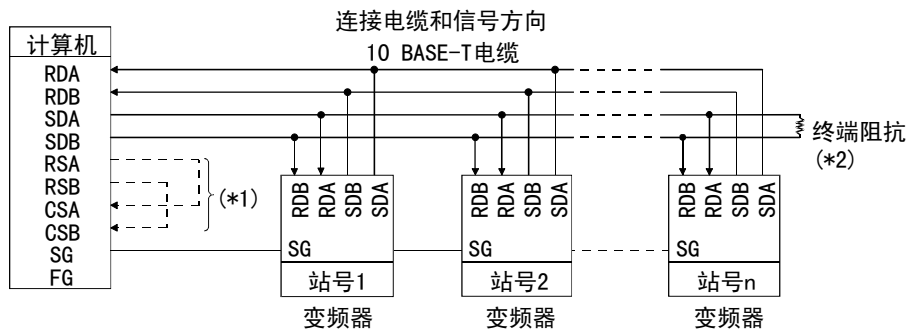 连接电缆和信号方向
10 BASE-T电缆
计算机
RDA
RDB
SDA
SDB
RSA
RSB
CSA
CSB
SG
FG
(*1)
终端阻抗
(*2)
RDB
RDA
SDB
SDA
SG
站号1
变频器
RDB
RDA
SDB
SDA
SG
站号2
变频器
RDB
RDA
SDB
SDA
SG
站号n
变频器